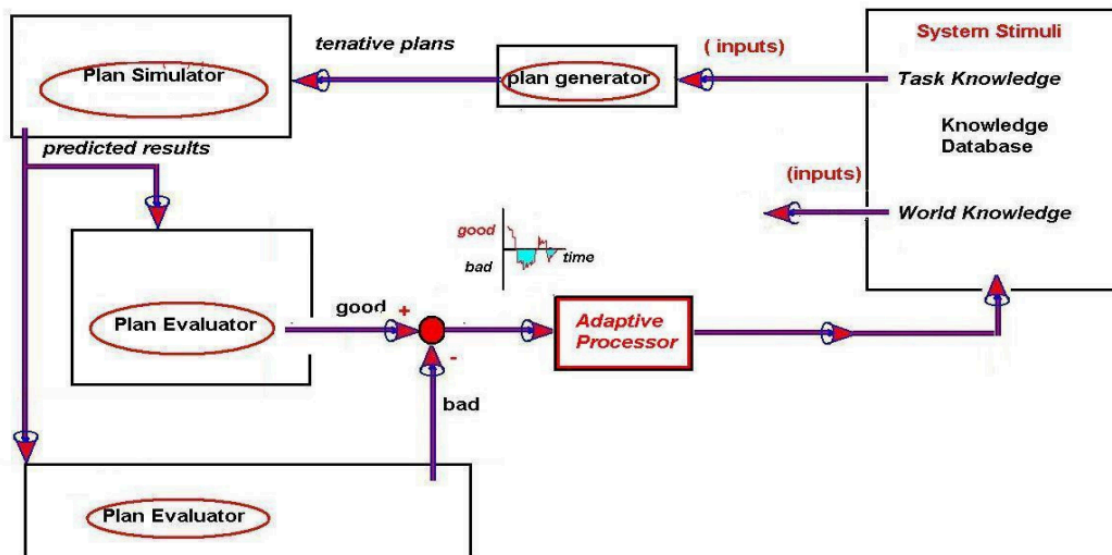 tenative plans
( inputs)
System Stimuli
Plan Simulator
plan generator
Task Knowledge
Knowledge
Database
predicted results
(inputs)
World Knowledge
good
bad
time
good +
Plan Evaluator
Adaptive
Processor
-
bad
Plan Evaluator